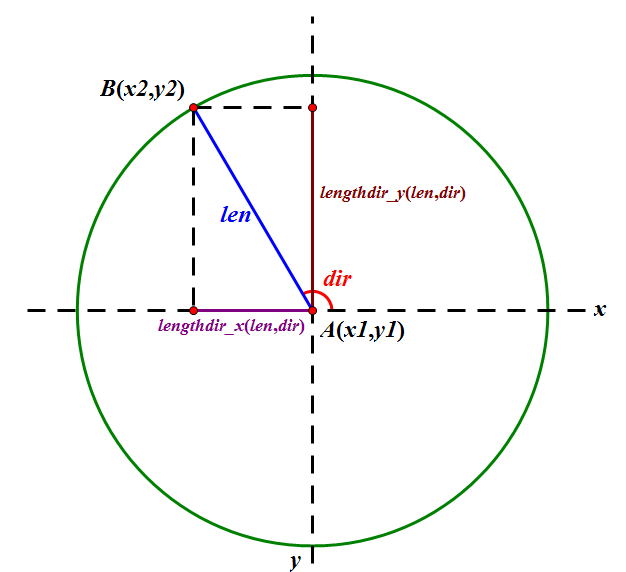 B(x2,y2)
lengthdir_y(len,dir)
len
dir
x
lengthdir_x(len,dir)
A(x1,y1)
y